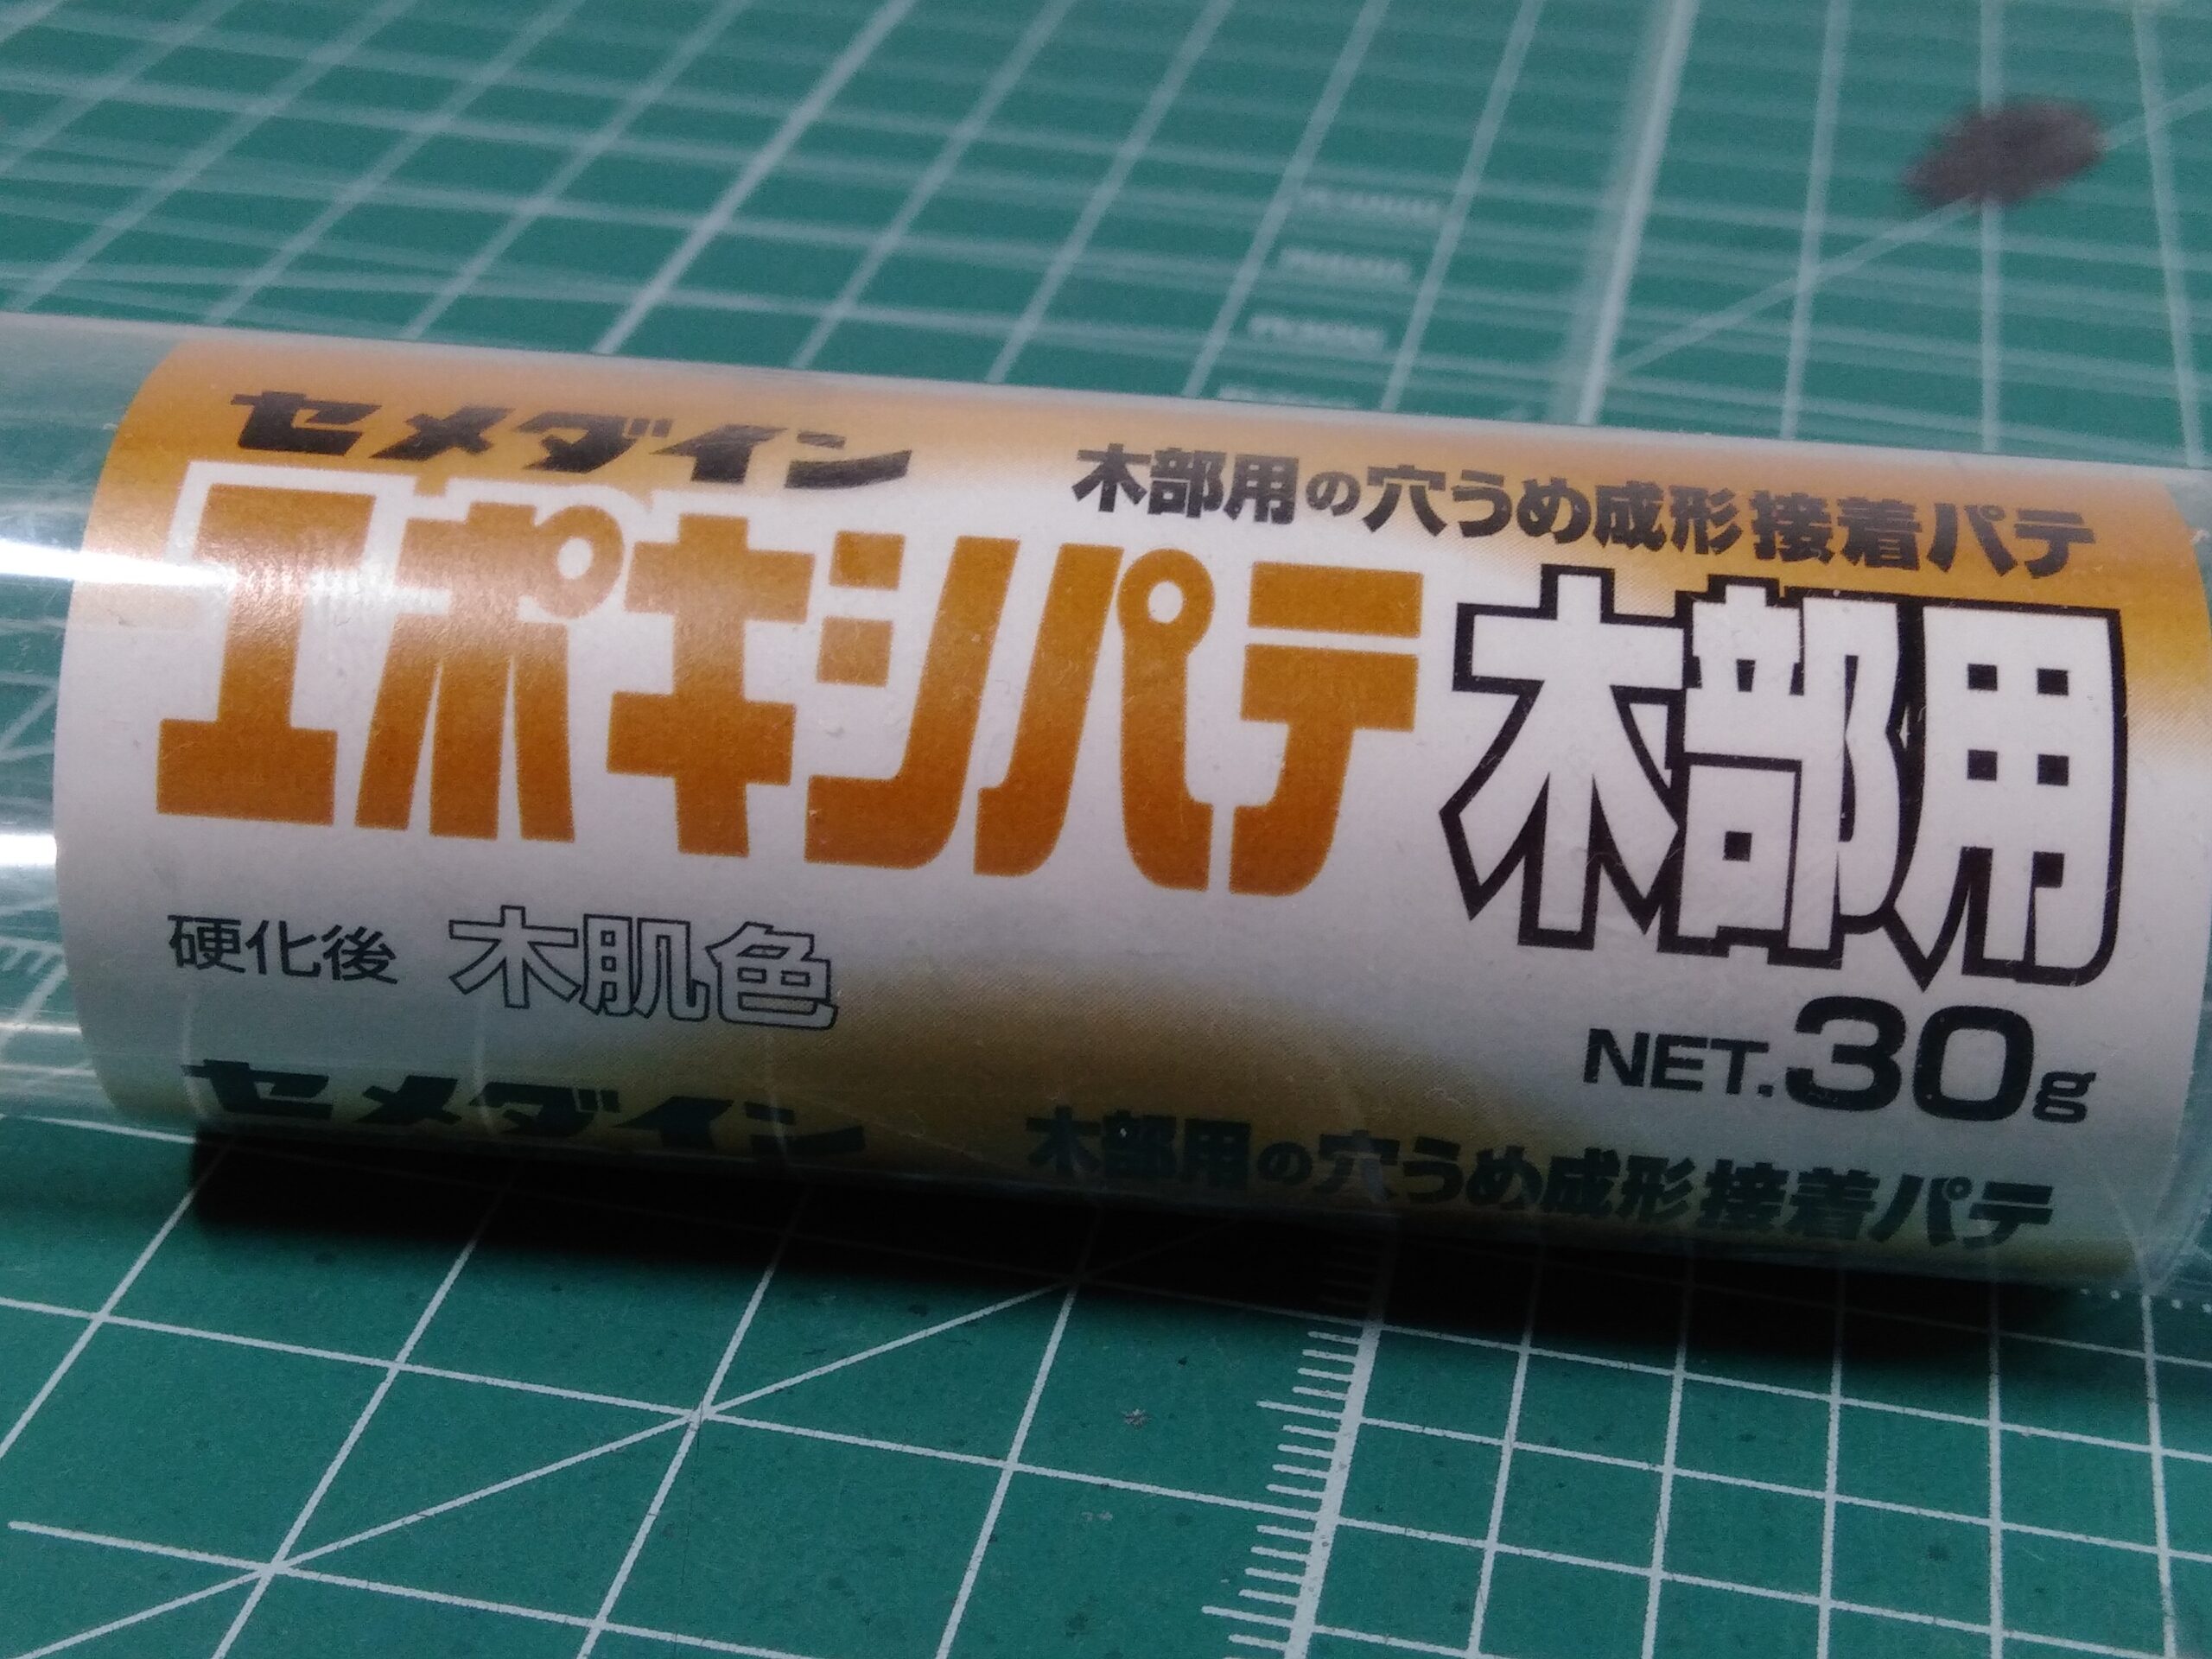 セメダイン
木部用の穴うめ成形接着パテ
エポキシパテ 木部用
硬化後 木肌色
NET.30g
セメダイン
木部用の穴うめ成形接着パテ